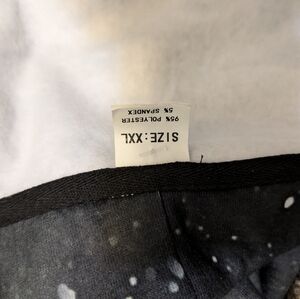 SIZE:XXL
95% POLYESTER
5% SPANDEX